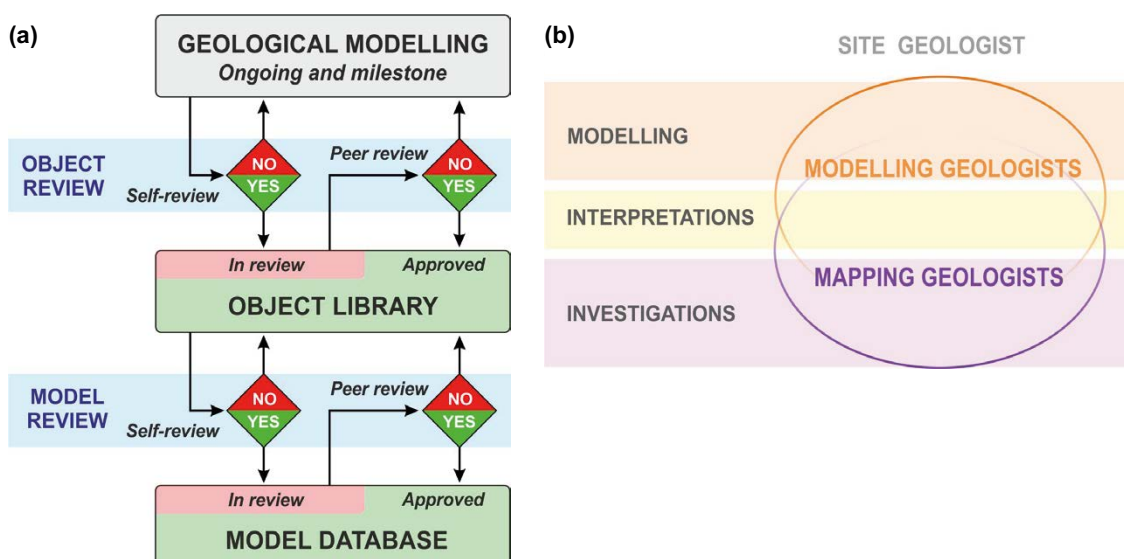 (a)
GEOLOGICAL MODELLING
Ongoing and milestone
OBJECT
REVIEW
Self-review
NO
YES
Peer review
NO
YES
In review
Approved
OBJECT LIBRARY
MODEL
REVIEW
Self-review
NO
YES
Peer review
NO
YES
In review
Approved
MODEL DATABASE
(b)
SITE GEOLOGIST
MODELLING
MODELLING GEOLOGISTS
INTERPRETATIONS
MAPPING GEOLOGISTS
INVESTIGATIONS